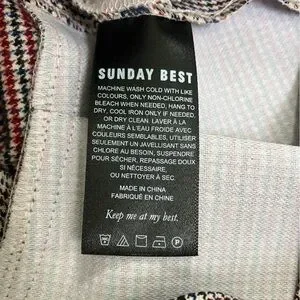 SUNDAY BEST
MACHINE WASH COLD WITH LIKE
COLOURS, ONLY NON-CHLORINE
BLEACH WHEN NEEDED, HANG TO
DRY. COOL IRON ONLY IF NEEDED.
OR DRY CLEAN. LAVER À LA
MACHINE À L'EAU FROIDE AVEC
COULEURS SEMBLABLES, UTILISER
SEULEMENT UN JAVELLISANT SANS
CHLORE AU BESOIN, SUSPENDRE
POUR SÉCHER, REPASSAGE DOUX
SI NÉCESSAIRE.
OU NETTOYER À SEC
MADE IN CHINA
FABRIQUÉ EN CHINE
Keep me at my best.
P